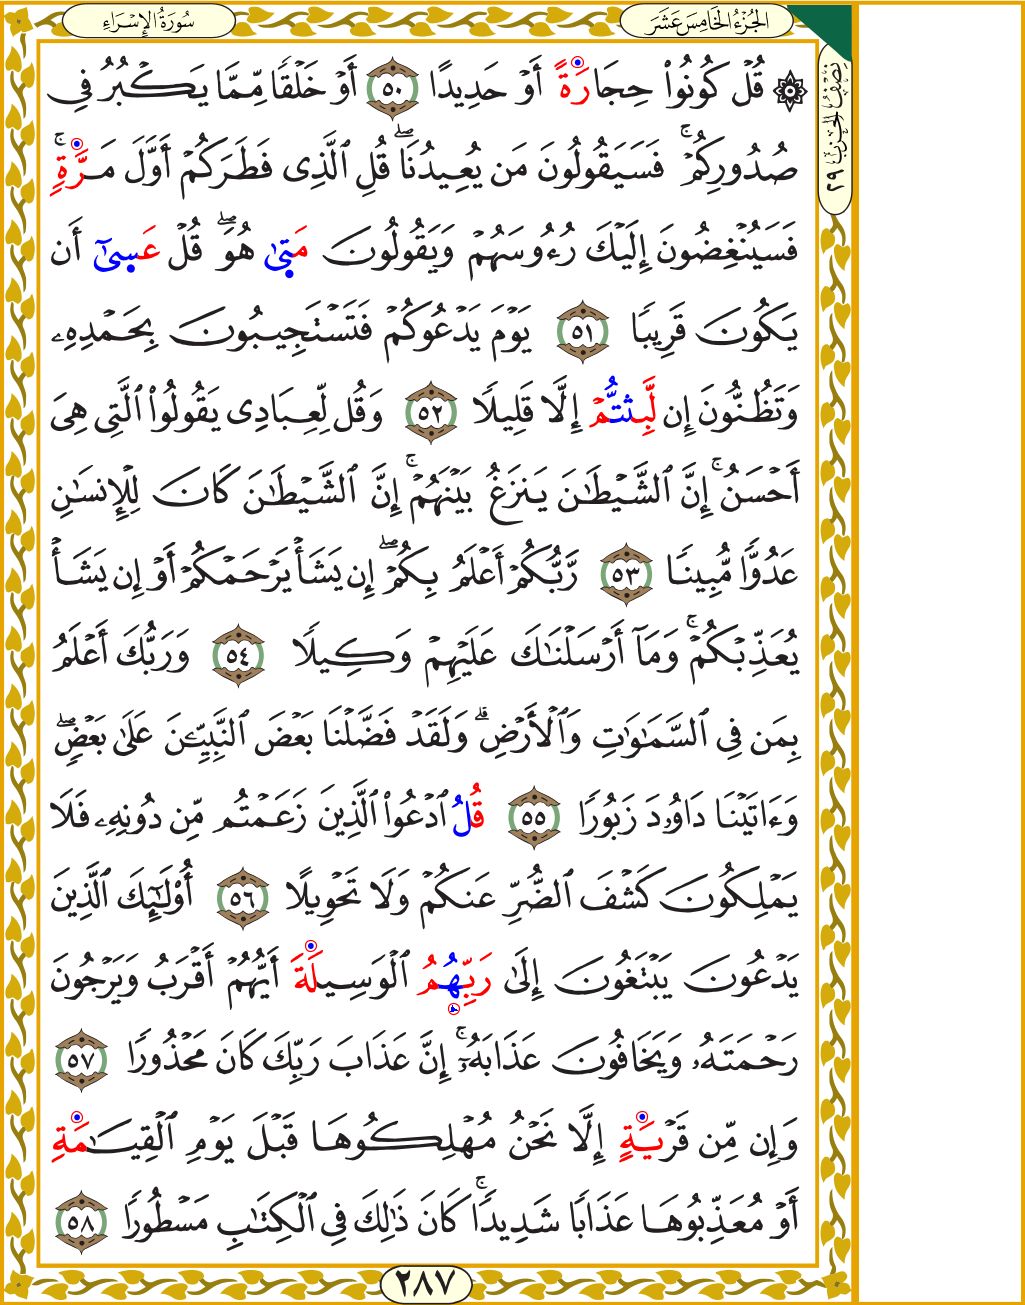 سُورَةُ الإِسْرَاءِ
الجُزْءُ الخَامِسَ عَشَرَ
نِصْفُ الحِزْبِ ٢٩
۞ قُلْ كُونُوا۟ حِجَارَةً أَوْ حَدِيدًا ٥٠ أَوْ خَلْقًا مِّمَّا يَكْبُرُ فِى
صُدُورِكُمْ ۚ فَسَيَقُولُونَ مَن يُعِيدُنَا ۖ قُلِ ٱلَّذِى فَطَرَكُمْ أَوَّلَ مَرَّةٍ ۚ
فَسَيُنْغِضُونَ إِلَيْكَ رُءُوسَهُمْ وَيَقُولُونَ مَتَىٰ هُوَ ۖ قُلْ عَسَىٰٓ أَن
يَكُونَ قَرِيبًا ٥١ يَوْمَ يَدْعُوكُمْ فَتَسْتَجِيبُونَ بِحَمْدِهِۦ
وَتَظُنُّونَ إِن لَّبِثتُّمْ إِلَّا قَلِيلًا ٥٢ وَقُل لِّعِبَادِى يَقُولُوا۟ ٱلَّتِى هِىَ
أَحْسَنُ ۚ إِنَّ ٱلشَّيْطَـٰنَ يَنزَغُ بَيْنَهُمْ ۚ إِنَّ ٱلشَّيْطَـٰنَ كَانَ لِلْإِنسَـٰنِ
عَدُوًّا مُّبِينًا ٥٣ رَّبُّكُمْ أَعْلَمُ بِكُمْ ۖ إِن يَشَأْ يَرْحَمْكُمْ أَوْ إِن يَشَأْ
يُعَذِّبْكُمْ ۚ وَمَآ أَرْسَلْنَـٰكَ عَلَيْهِمْ وَكِيلًا ٥٤ وَرَبُّكَ أَعْلَمُ
بِمَن فِى ٱلسَّمَـٰوَٰتِ وَٱلْأَرْضِ ۗ وَلَقَدْ فَضَّلْنَا بَعْضَ ٱلنَّبِيِّـۧنَ عَلَىٰ بَعْضٍ ۖ
وَءَاتَيْنَا دَاوُۥدَ زَبُورًا ٥٥ قُلُ ٱدْعُوا۟ ٱلَّذِينَ زَعَمْتُم مِّن دُونِهِۦ فَلَا
يَمْلِكُونَ كَشْفَ ٱلضُّرِّ عَنكُمْ وَلَا تَحْوِيلًا ٥٦ أُو۟لَـٰٓئِكَ ٱلَّذِينَ
يَدْعُونَ يَبْتَغُونَ إِلَىٰ رَبِّهُمُ ٱلْوَسِيلَةَ أَيُّهُمْ أَقْرَبُ وَيَرْجُونَ
رَحْمَتَهُۥ وَيَخَافُونَ عَذَابَهُۥٓ ۚ إِنَّ عَذَابَ رَبِّكَ كَانَ مَحْذُورًا ٥٧
وَإِن مِّن قَرْيَةٍ إِلَّا نَحْنُ مُهْلِكُوهَا قَبْلَ يَوْمِ ٱلْقِيَـٰمَةِ
أَوْ مُعَذِّبُوهَا عَذَابًا شَدِيدًا ۚ كَانَ ذَٰلِكَ فِى ٱلْكِتَـٰبِ مَسْطُورًا ٥٨
٢٨٧